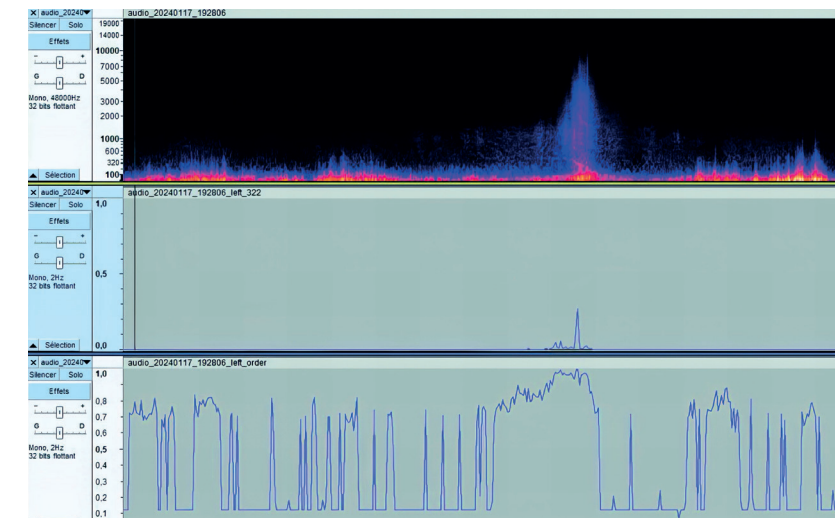 audio_20240
audio_20240117_192806
Silencer Solo
Effets
- +
G D
Mono, 48000Hz
32 bits flottant
Sélection
19000
14000
10000
7000
5000
3000
2000
1000
600
320
100
audio_20240
audio_20240117_192806_left_322
Silencer Solo
Effets
- +
G D
Mono, 2Hz
32 bits flottant
Sélection
1,0
0,5
0,0
audio_20240
audio_20240117_192806_left_order
Silencer Solo
Effets
- +
G D
Mono, 2Hz
32 bits flottant
1,0
0,8
0,7
0,6
0,5
0,4
0,3
0,2
0,1